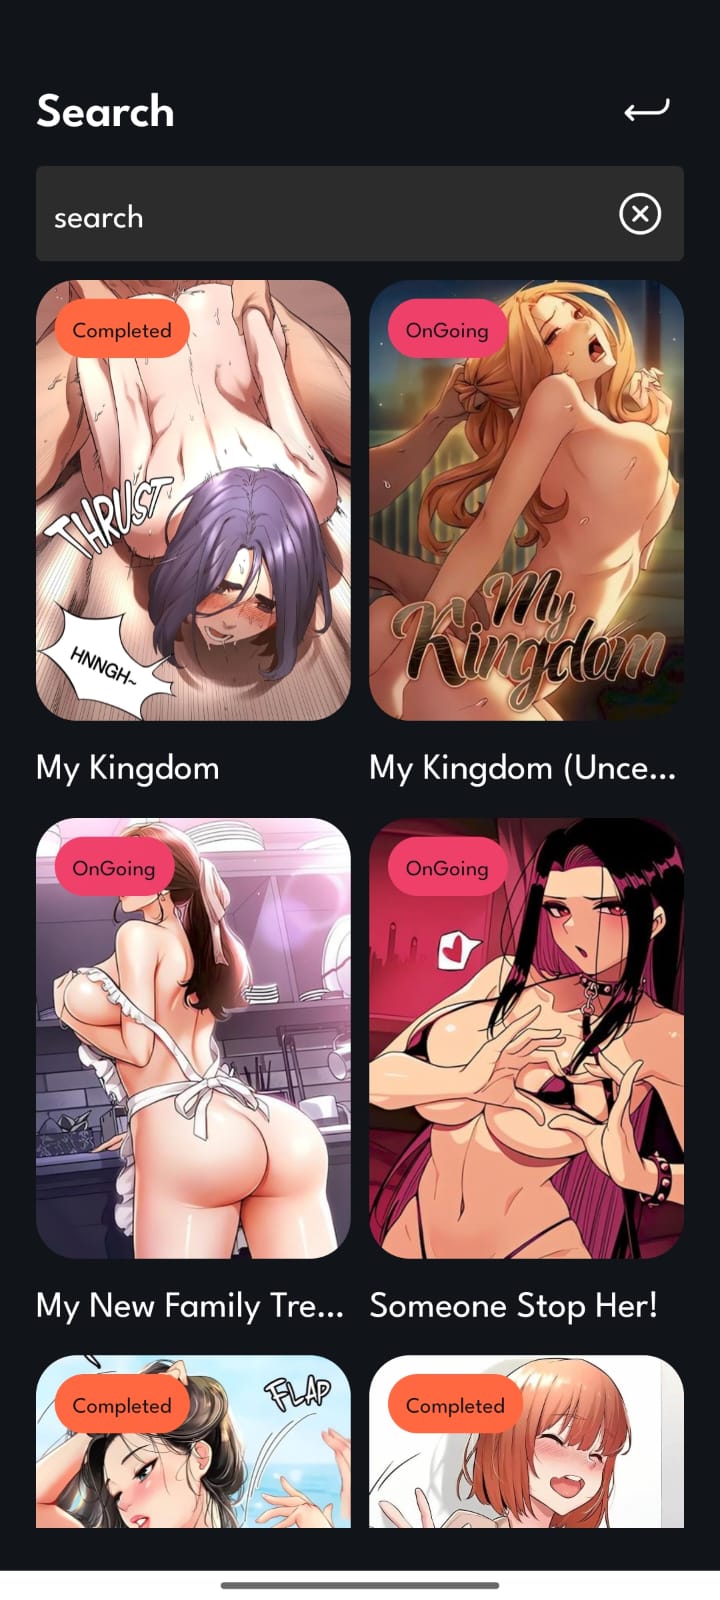 Search
search
Completed
THRUST
HNNGH~
My Kingdom
OnGoing
My
Kingdom
My Kingdom (Unce...
OnGoing
My New Family Tre...
OnGoing
Someone Stop Her!
Completed
FLAP
Completed